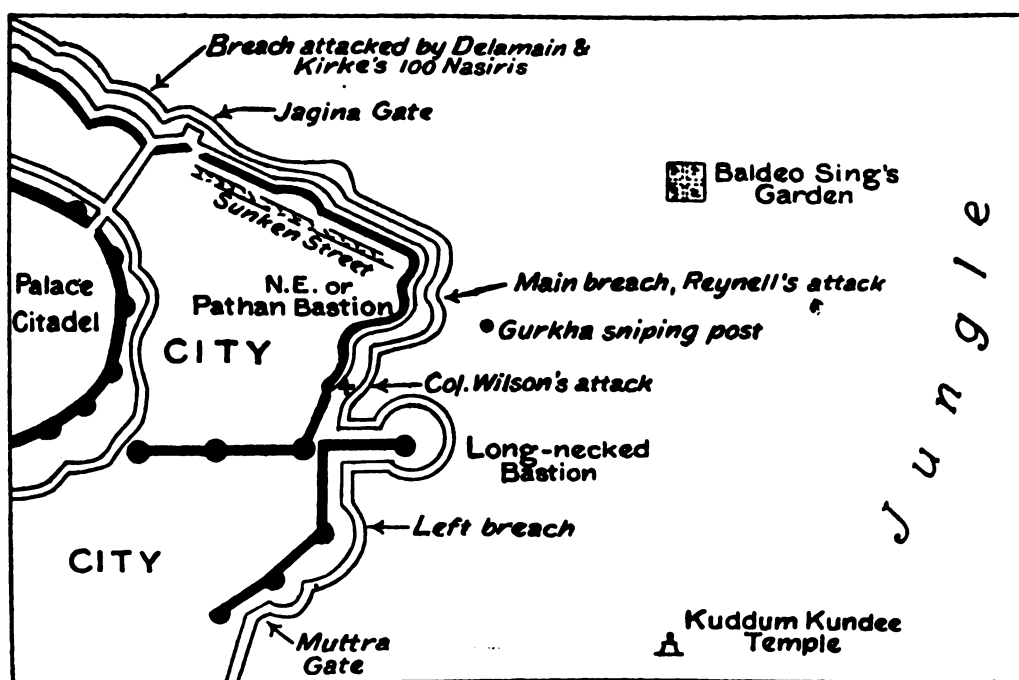 Breach attacked by Delamain &
Kirke's 100 Nasiris
Jagina Gate
Baldeo Sing's
Garden
Sunken Street
Palace
Citadel
N.E. or
Pathan Bastion
Main breach, Reynell's attack
Gurkha sniping post
CITY
Col. Wilson's attack
Long-necked
Bastion
Jungle
Left breach
CITY
Kuddum Kundee
Temple
Muttra
Gate